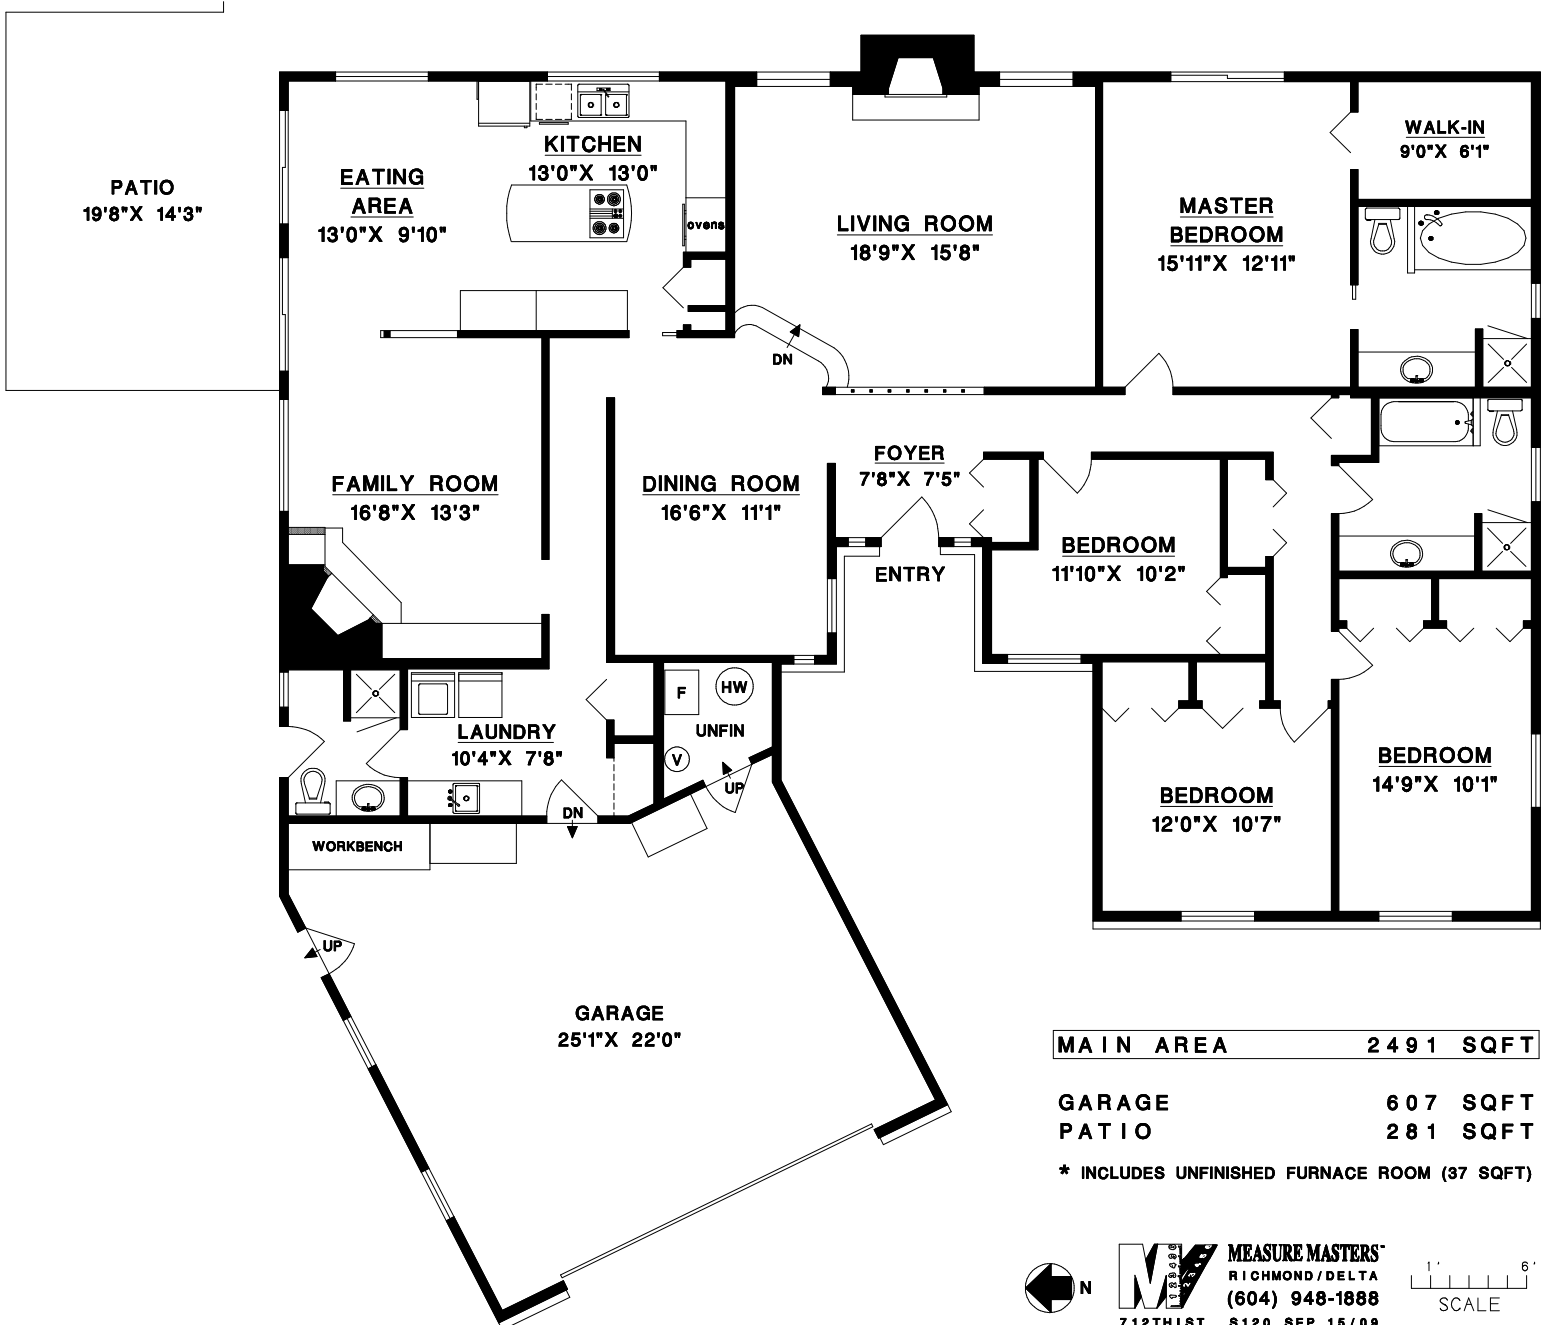 PATIO
19'8"X 14'3"
EATING
AREA
13'0"X 9'10"
KITCHEN
13'0"X 13'0"
ovens
LIVING ROOM
18'9"X 15'8"
DN
MASTER
BEDROOM
15'11"X 12'11"
WALK-IN
9'0"X 6'1"
FAMILY ROOM
16'8"X 13'3"
DINING ROOM
16'6"X 11'1"
FOYER
7'8"X 7'5"
ENTRY
BEDROOM
11'10"X 10'2"
LAUNDRY
10'4"X 7'8"
F
HW
UNFIN
V
UP
DN
BEDROOM
12'0"X 10'7"
BEDROOM
14'9"X 10'1"
WORKBENCH
UP
GARAGE
25'1"X 22'0"
MAIN AREA 2491 SQFT
GARAGE 607 SQFT
PATIO 281 SQFT
* INCLUDES UNFINISHED FURNACE ROOM (37 SQFT)
N
MEASURE MASTERS
RICHMOND/DELTA
(604) 948-1888
712THIST S120 SEP 15/09
1' 6'
SCALE